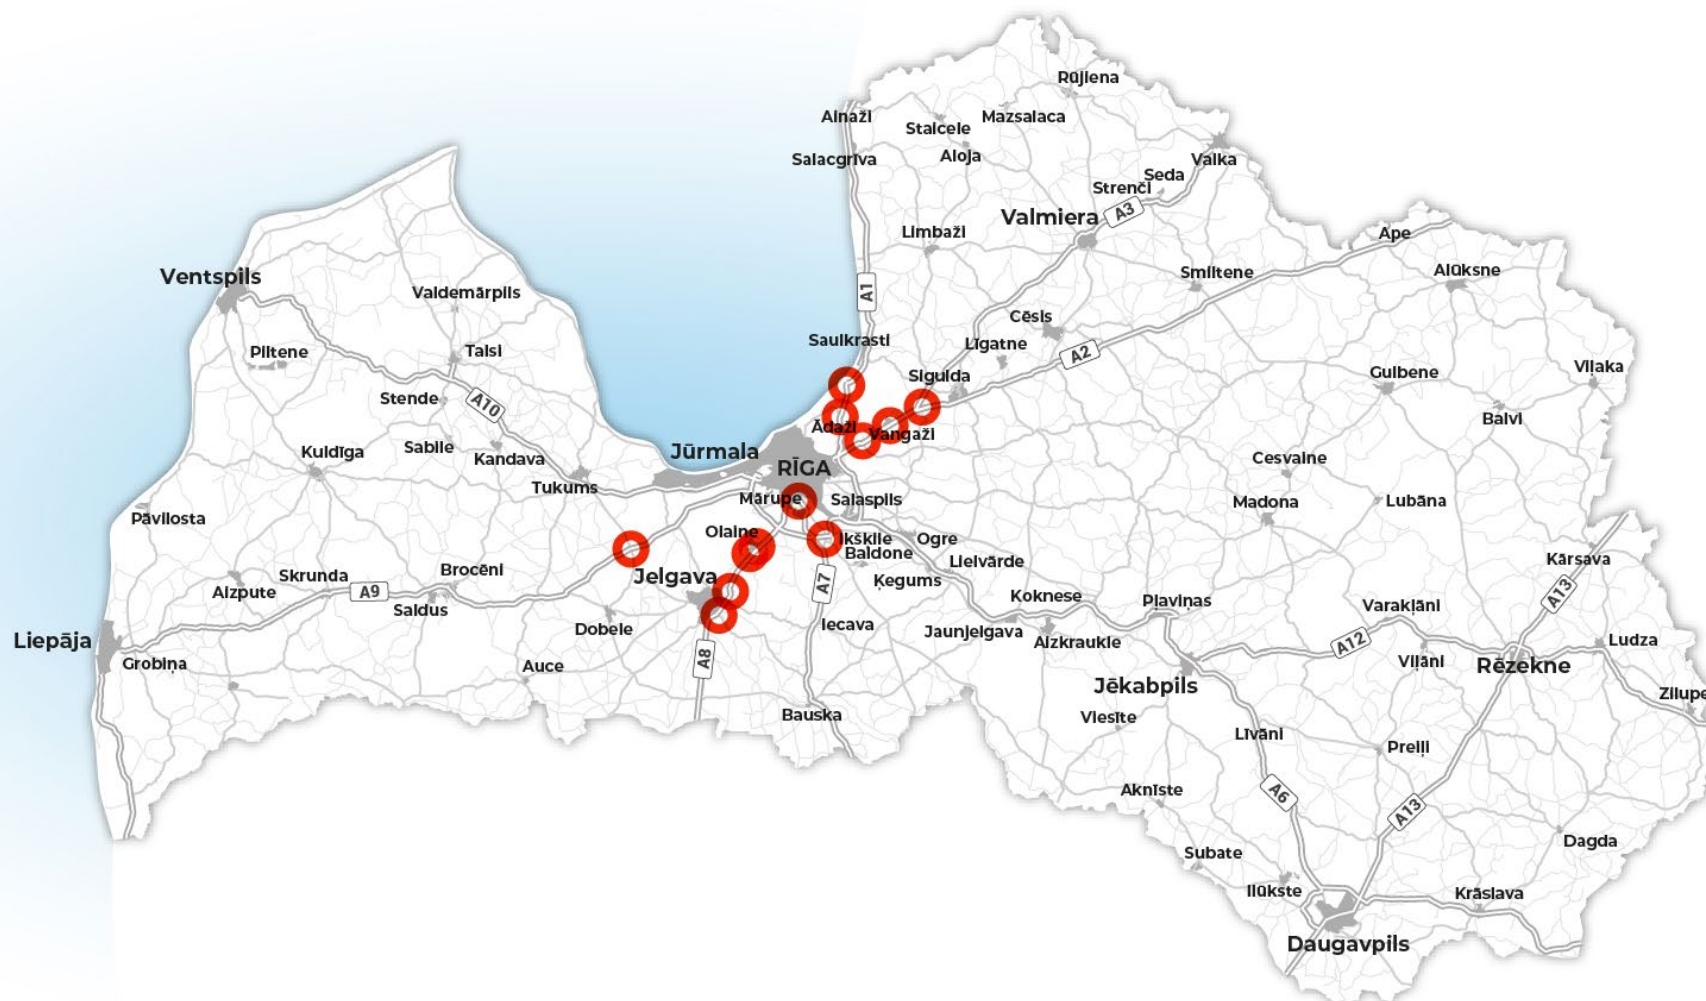 Rūjiena
Ainaži
Staicele
Mazsalaca
Salacgrīva
Aloja
Valka
Seda
Strenči
Valmiera
A3
Limbaži
Ape
Ventspils
Smiltene
Alūksne
Valdemārpils
A1
Cēsis
Saulkrasti
Līgatne
Piltene
Talsi
A2
Sigulda
Gulbene
Viļaka
Stende
A10
Balvi
Ādaži
Vangaži
Kuldīga
Sabile
Kandava
Jūrmala
RĪGA
Cesvaine
Tukums
Mārupe
Salaspils
Madona
Lubāna
Pāvilosta
Olaine
Ikšķile
Ogre
Baldone
Lielvārde
Kārsava
Skrunda
Brocēni
Jelgava
Ķegums
A7
Aizpute
A9
Saldus
Koknese
Pļaviņas
Varakļāni
A13
Dobele
Iecava
Jaunjelgava
Aizkraukle
A12
Ludza
Liepāja
Grobiņa
Auce
A8
Viļāni
Rēzekne
Jēkabpils
Zilupe
Bauska
Viesīte
Līvāni
Preiļi
Aknīste
A6
A13
Dagda
Subate
Ilūkste
Krāslava
Daugavpils